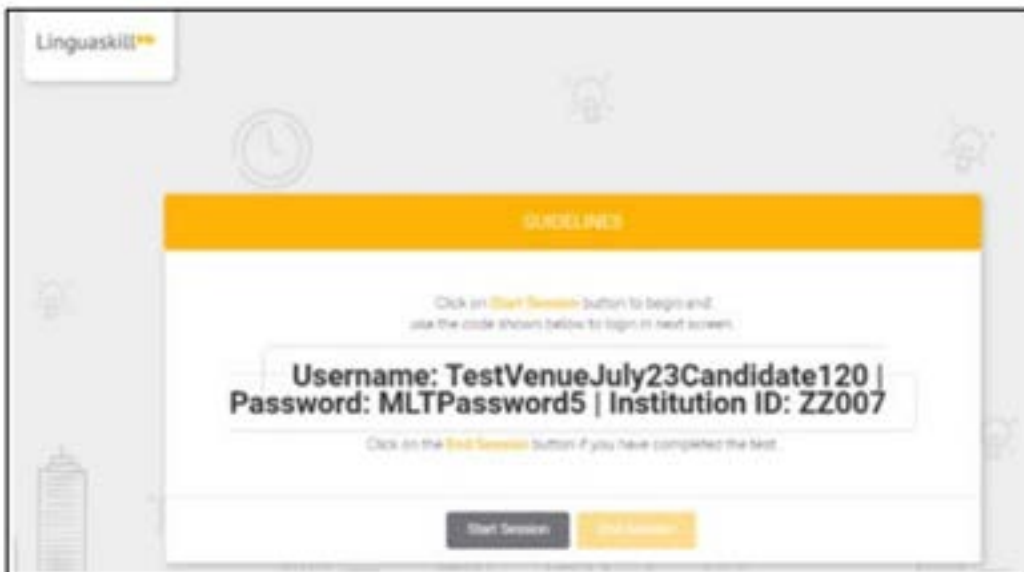 Linguaskill
GUIDELINES
Click on Start Session button to begin and
use the code shown below to login in next screen.
Username: TestVenueJuly23Candidate120 |
Password: MLTPassword5 | Institution ID: ZZ007
Click on the End Session button if you have completed the test.
Start Session
End Session